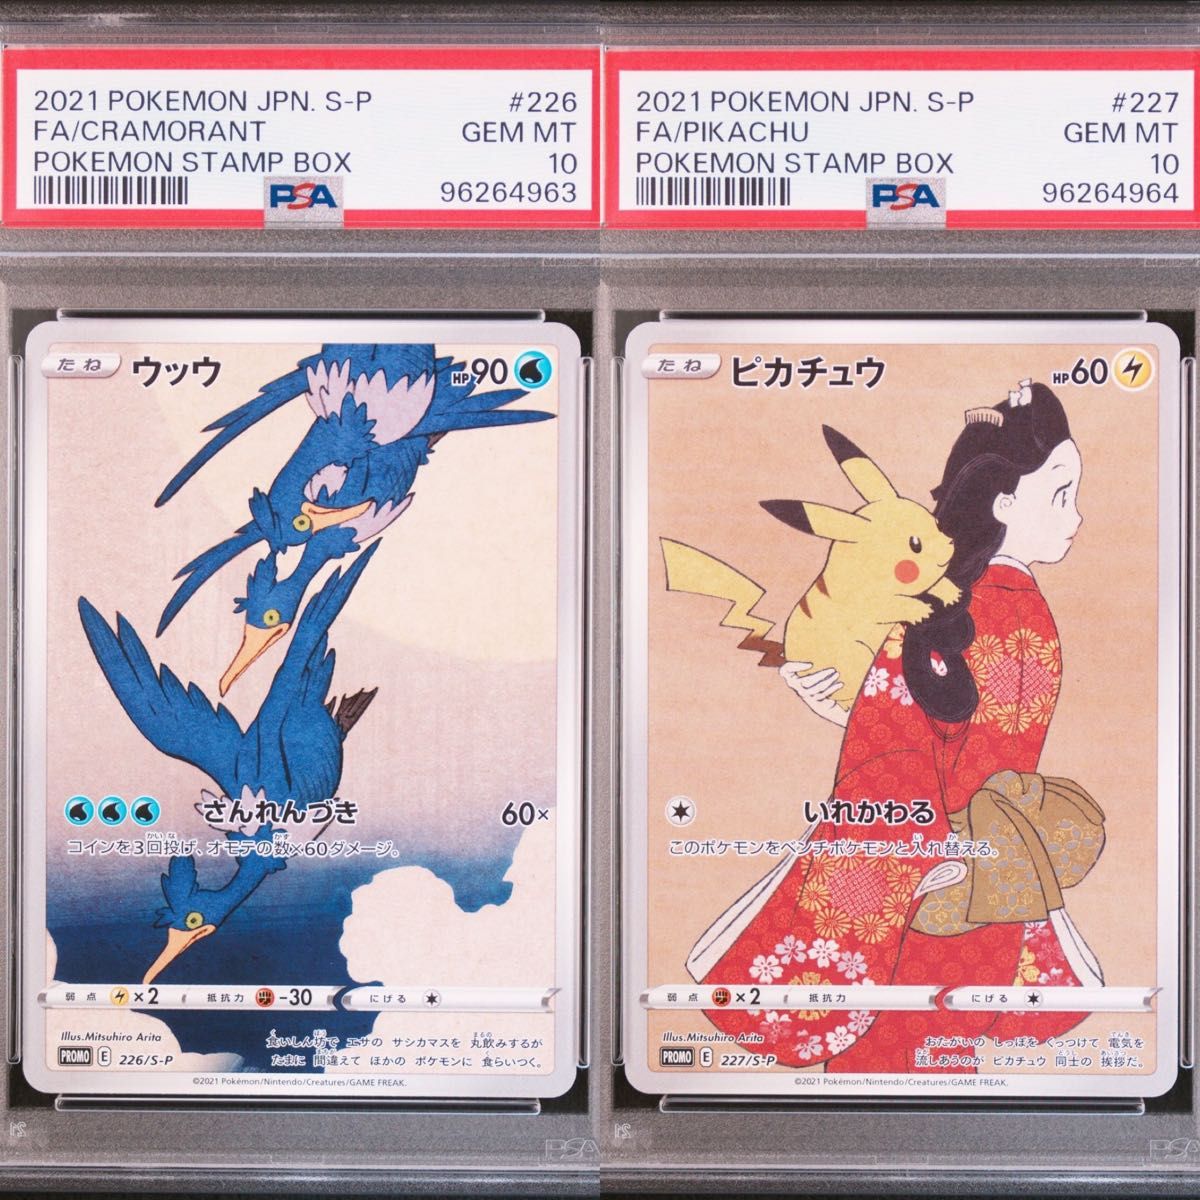 2021 POKEMON JPN. S-P #226
FA/CRAMORANT GEM MT
POKEMON STAMP BOX 10
PSA 96264963
たね ウッウ HP90
さんれんづき 60×
コインを3回投げ、オモテの数×60ダメージ。
弱点 ×2 抵抗力 -30 にげる
Illus.Mitsuhiro Arita
PROMO E 226/S-P
食いしん坊で エサの サシカマスを 丸飲みするが
たまに 間違えて ほかの ポケモンに 食らいつく。
©2021 Pokémon/Nintendo/Creatures/GAME FREAK.
PSA
2021 POKEMON JPN. S-P #227
FA/PIKACHU GEM MT
POKEMON STAMP BOX 10
PSA 96264964
たね ピカチュウ HP60
いれかわる
このポケモンをベンチポケモンと入れ替える。
弱点 ×2 抵抗力 にげる
Illus.Mitsuhiro Arita
PROMO E 227/S-P
おたがいの しっぽを くっつけて 電気を
流しあうのが ピカチュウ 同士の 挨拶だ。
©2021 Pokémon/Nintendo/Creatures/GAME FREAK.
PSA